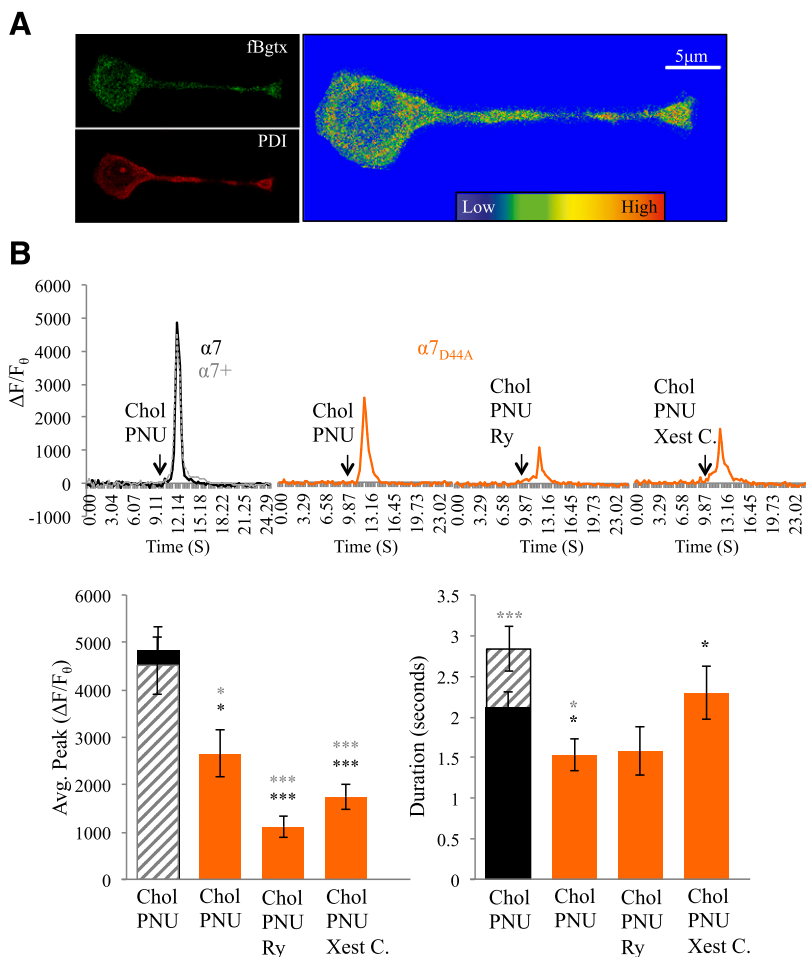 A
fBgtx
PDI
5μm
Low
High
B
6000
5000
4000
3000
2000
1000
0
-1000
ΔF/Fθ
α7
α7+
α7D44A
Chol
PNU
Chol
PNU
Chol
PNU
Ry
Chol
PNU
Xest C.
0.00 3.04 6.07 9.11 12.14 15.18 18.22 21.25 24.29
0.00 3.29 6.58 9.87 13.16 16.45 19.73 23.02
0.00 3.29 6.58 9.87 13.16 16.45 19.73 23.02
0.00 3.29 6.58 9.87 13.16 16.45 19.73 23.02
Time (S) Time (S) Time (S) Time (S)
Avg. Peak (ΔF/Fθ)
6000
5000
4000
3000
2000
1000
0
*
*
***
***
***
***
Chol
PNU
Chol
PNU
Chol
PNU
Ry
Chol
PNU
Xest C.
Duration (seconds)
3.5
3
2.5
2
1.5
1
0.5
0
***
*
*
*
Chol
PNU
Chol
PNU
Chol
PNU
Ry
Chol
PNU
Xest C.